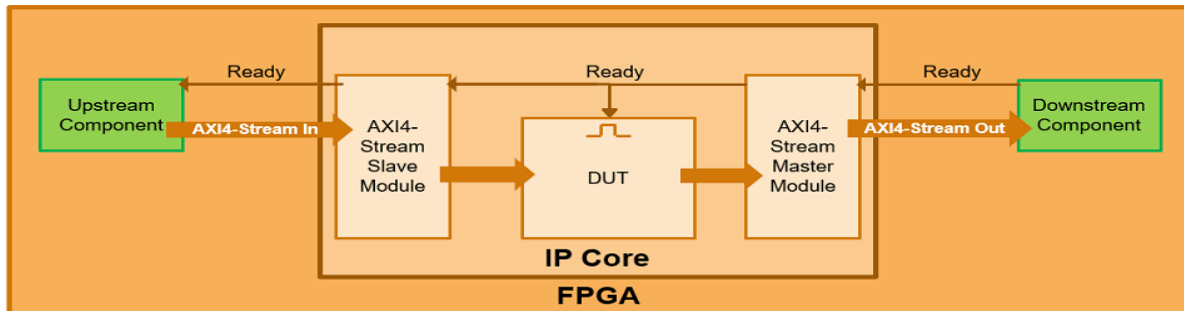 Ready
Ready
Ready
Upstream
Component
AXI4-Stream In
AXI4-
Stream
Slave
Module
DUT
AXI4-
Stream
Master
Module
AXI4-Stream Out
Downstream
Component
IP Core
FPGA